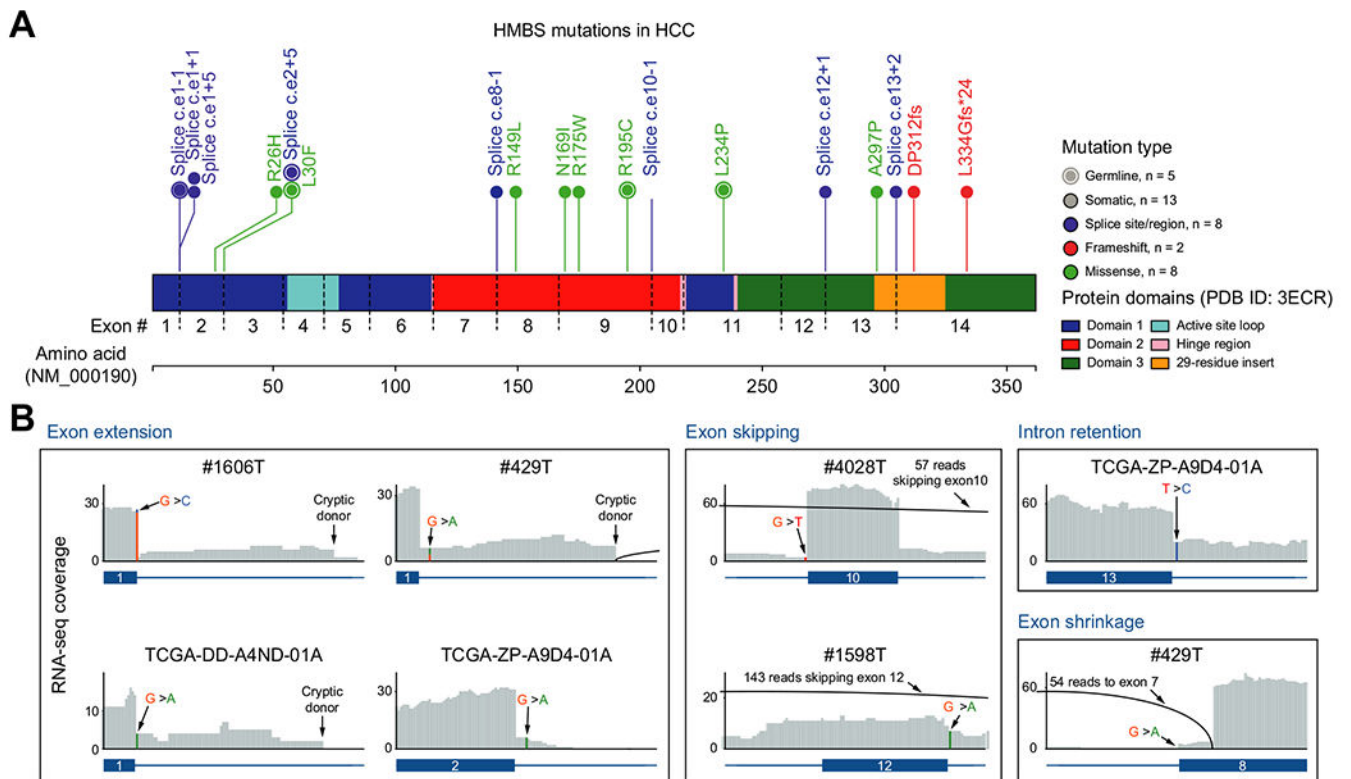 A
HMBS mutations in HCC
Splice c.e1-1
Splice c.e1+1
Splice c.e1+5
R26H
Splice c.e2+5
L30F
Splice c.e8-1
R149L
N169I
R175W
R195C
Splice c.e10-1
L234P
Splice c.e12+1
A297P
Splice c.e13+2
DP312fs
L334Gfs*24
Mutation type
Germline, n = 5
Somatic, n = 13
Splice site/region, n = 8
Frameshift, n = 2
Missense, n = 8
Protein domains (PDB ID: 3ECR)
Domain 1 Active site loop
Domain 2 Hinge region
Domain 3 29-residue insert
Exon # 1 2 3 4 5 6 7 8 9 10 11 12 13 14
Amino acid
(NM_000190)
50 100 150 200 250 300 350
B
RNA-seq coverage
Exon extension
#1606T
30
0
G >C
Cryptic
donor
1
#429T
30
0
G >A
Cryptic
donor
1
TCGA-DD-A4ND-01A
10
0
G >A
Cryptic
donor
1
TCGA-ZP-A9D4-01A
30
0
G >A
2
Exon skipping
#4028T
60
0
57 reads
skipping exon10
G >T
10
#1598T
143 reads skipping exon 12
20
0
G >A
12
Intron retention
TCGA-ZP-A9D4-01A
60
0
T >C
13
Exon shrinkage
#429T
60
0
54 reads to exon 7
G >A
8